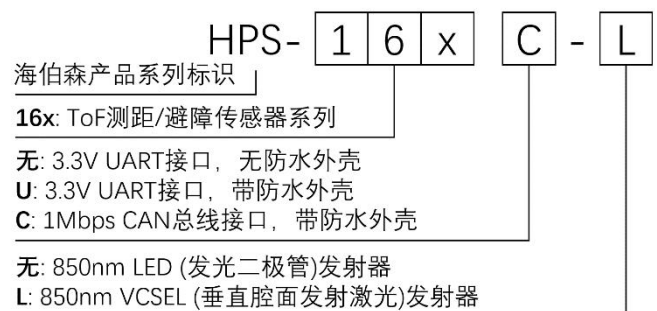 HPS- 16x C - L
海伯森产品系列标识
16x: ToF测距/避障传感器系列
无: 3.3V UART接口，无防水外壳
U: 3.3V UART接口，带防水外壳
C: 1Mbps CAN总线接口，带防水外壳
无: 850nm LED (发光二极管)发射器
L: 850nm VCSEL (垂直腔面发射激光)发射器